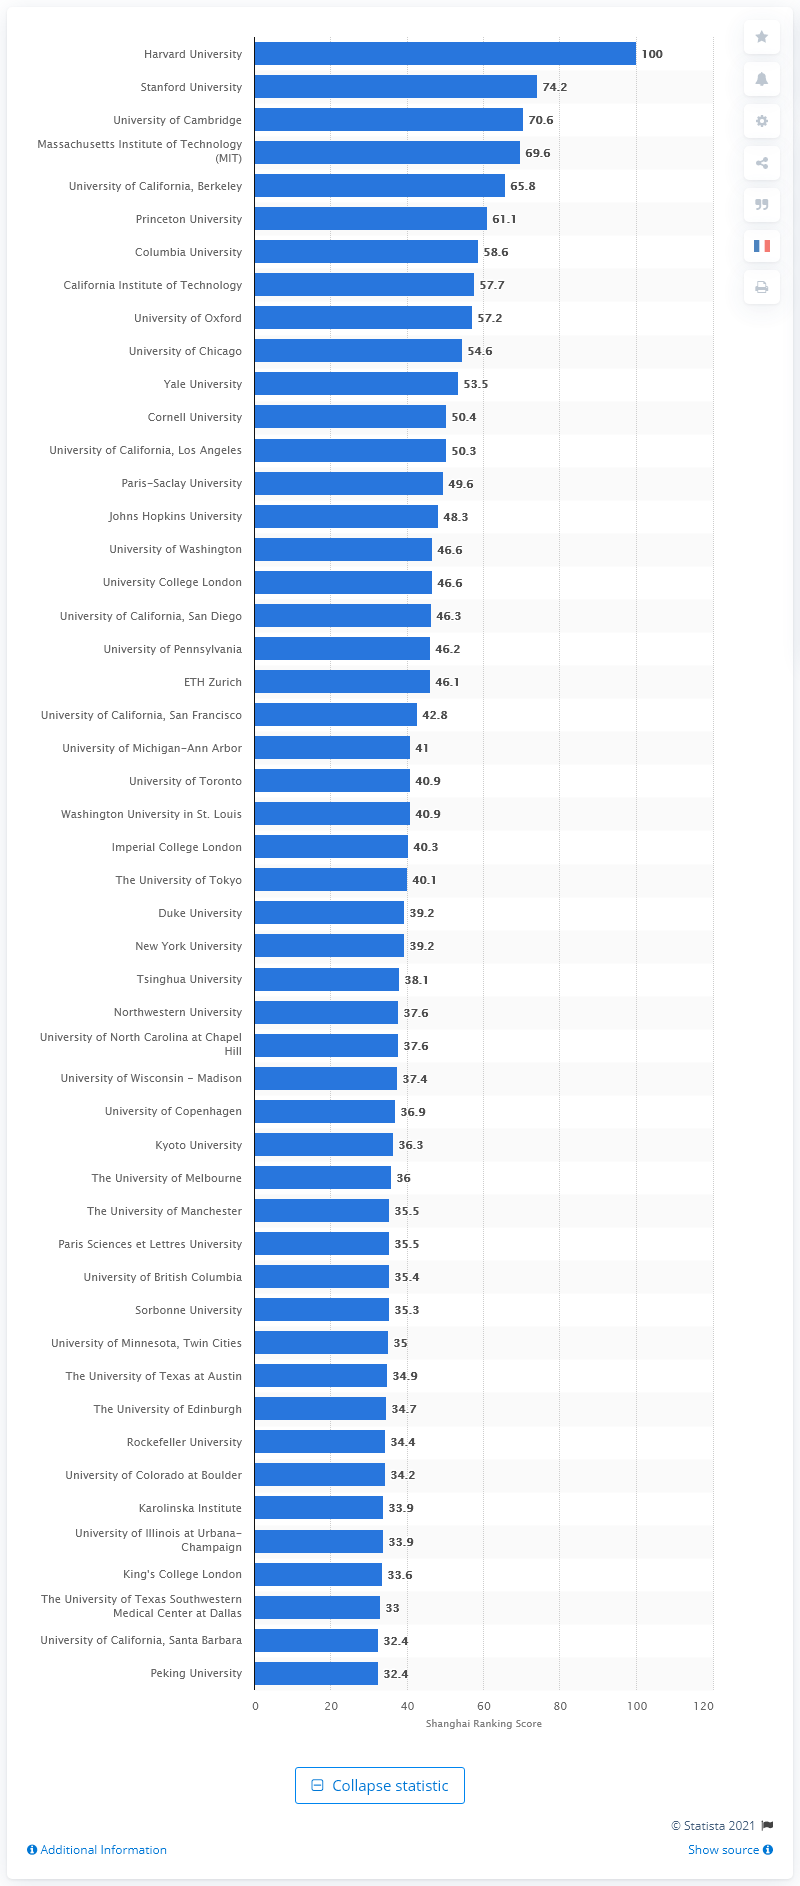 Harvard University 100
Stanford University 74.2
University of Cambridge 70.6
Massachusetts Institute of Technology
(MIT) 69.6
University of California, Berkeley 65.8
Princeton University 61.1
Columbia University 58.6
California Institute of Technology 57.7
University of Oxford 57.2
University of Chicago 54.6
Yale University 53.5
Cornell University 50.4
University of California, Los Angeles 50.3
Paris-Saclay University 49.6
Johns Hopkins University 48.3
University of Washington 46.6
University College London 46.6
University of California, San Diego 46.3
University of Pennsylvania 46.2
ETH Zurich 46.1
University of California, San Francisco 42.8
University of Michigan-Ann Arbor 41
University of Toronto 40.9
Washington University in St. Louis 40.9
Imperial College London 40.3
The University of Tokyo 40.1
Duke University 39.2
New York University 39.2
Tsinghua University 38.1
Northwestern University 37.6
University of North Carolina at Chapel
Hill 37.6
University of Wisconsin - Madison 37.4
University of Copenhagen 36.9
Kyoto University 36.3
The University of Melbourne 36
The University of Manchester 35.5
Paris Sciences et Lettres University 35.5
University of British Columbia 35.4
Sorbonne University 35.3
University of Minnesota, Twin Cities 35
The University of Texas at Austin 34.9
The University of Edinburgh 34.7
Rockefeller University 34.4
University of Colorado at Boulder 34.2
Karolinska Institute 33.9
University of Illinois at Urbana-
Champaign 33.9
King's College London 33.6
The University of Texas Southwestern
Medical Center at Dallas 33
University of California, Santa Barbara 32.4
Peking University 32.4
0 20 40 60 80 100 120
Shanghai Ranking Score
Collapse statistic
© Statista 2021
Additional Information
Show source